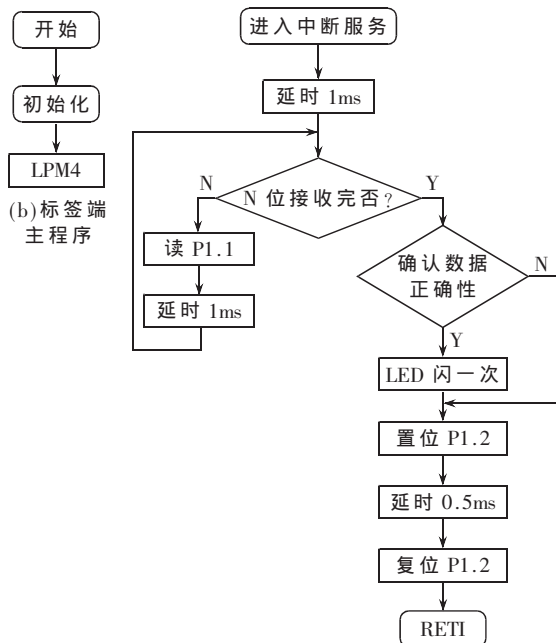 开始
初始化
LPM4
(b)标签端
主程序
进入中断服务
延时 1ms
N
N 位接收完否?
Y
读 P1.1
延时 1ms
确认数据
正确性
N
Y
LED 闪一次
置位 P1.2
延时 0.5ms
复位 P1.2
RETI